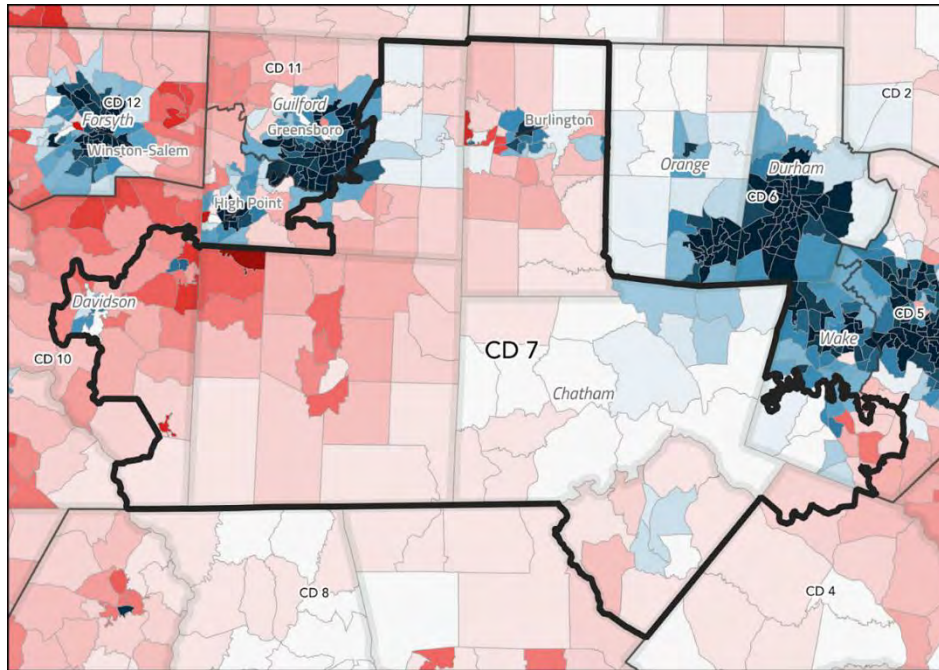 CD 11
CD 12
Forsyth
Winston-Salem
Guilford
Greensboro
High Point
Burlington
CD 2
Orange
Durham
CD 6
Davidson
CD 10
CD 7
Chatham
Wake
CD 5
CD 8
CD 4